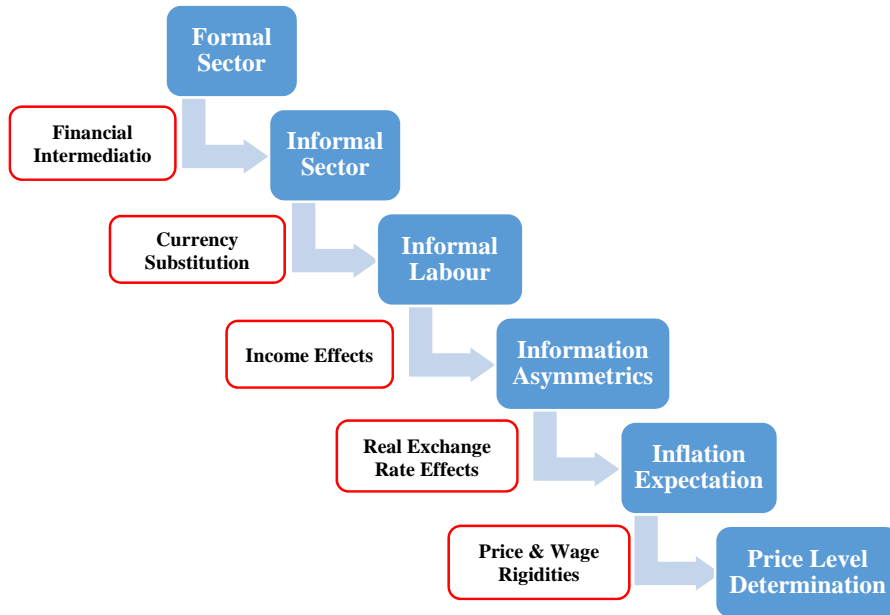 Formal
Sector
Financial
Intermediatio
Informal
Sector
Currency
Substitution
Informal
Labour
Income Effects
Information
Asymmetrics
Real Exchange
Rate Effects
Inflation
Expectation
Price & Wage
Rigidities
Price Level
Determination